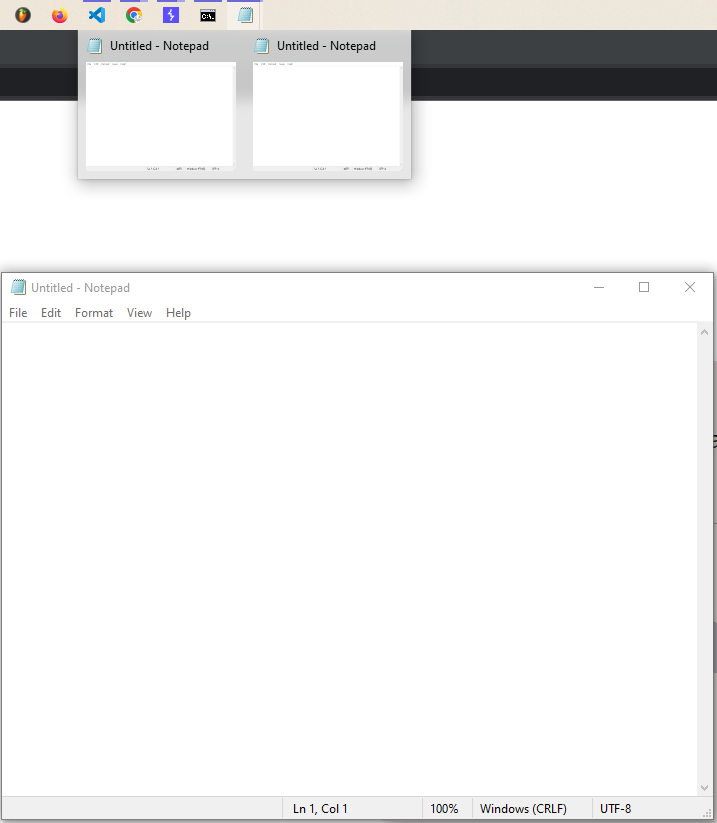 Untitled - Notepad Untitled - Notepad
Untitled - Notepad
File Edit Format View Help
Ln 1, Col 1 100% Windows (CRLF) UTF-8